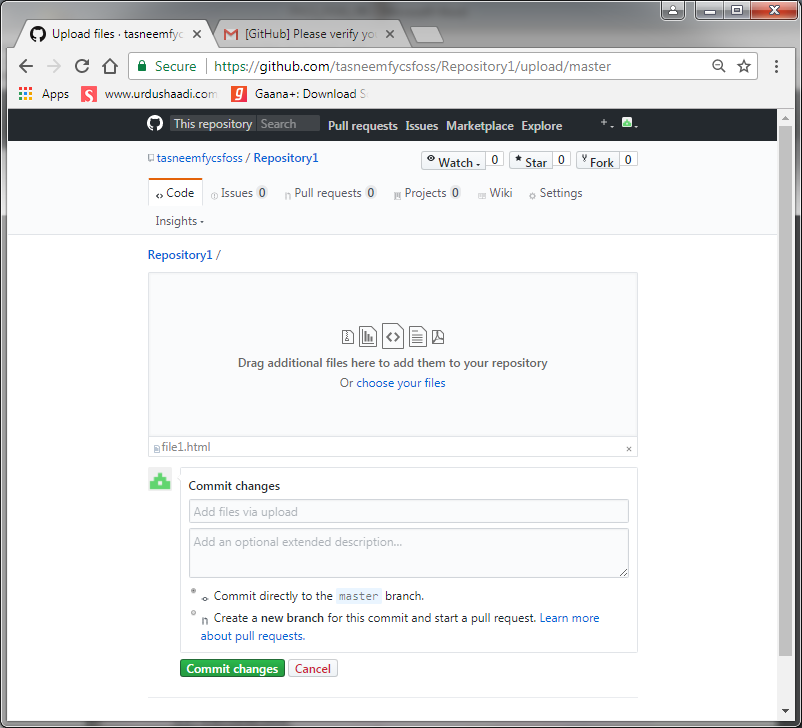 Upload files · tasneemfyc
[GitHub] Please verify yo
Secure
https://github.com/tasneemfycsfoss/Repository1/upload/master
Apps
www.urdushaadi.com
Gaana+: Download S
This repository
Search
Pull requests
Issues
Marketplace
Explore
+
tasneemfycsfoss / Repository1
Watch
0
Star
0
Fork
0
Code
Issues 0
Pull requests 0
Projects 0
Wiki
Settings
Insights
Repository1 /
Drag additional files here to add them to your repository
Or choose your files
file1.html
×
Commit changes
Add files via upload
Add an optional extended description...
Commit directly to the master branch.
Create a new branch for this commit and start a pull request. Learn more
about pull requests.
Commit changes
Cancel